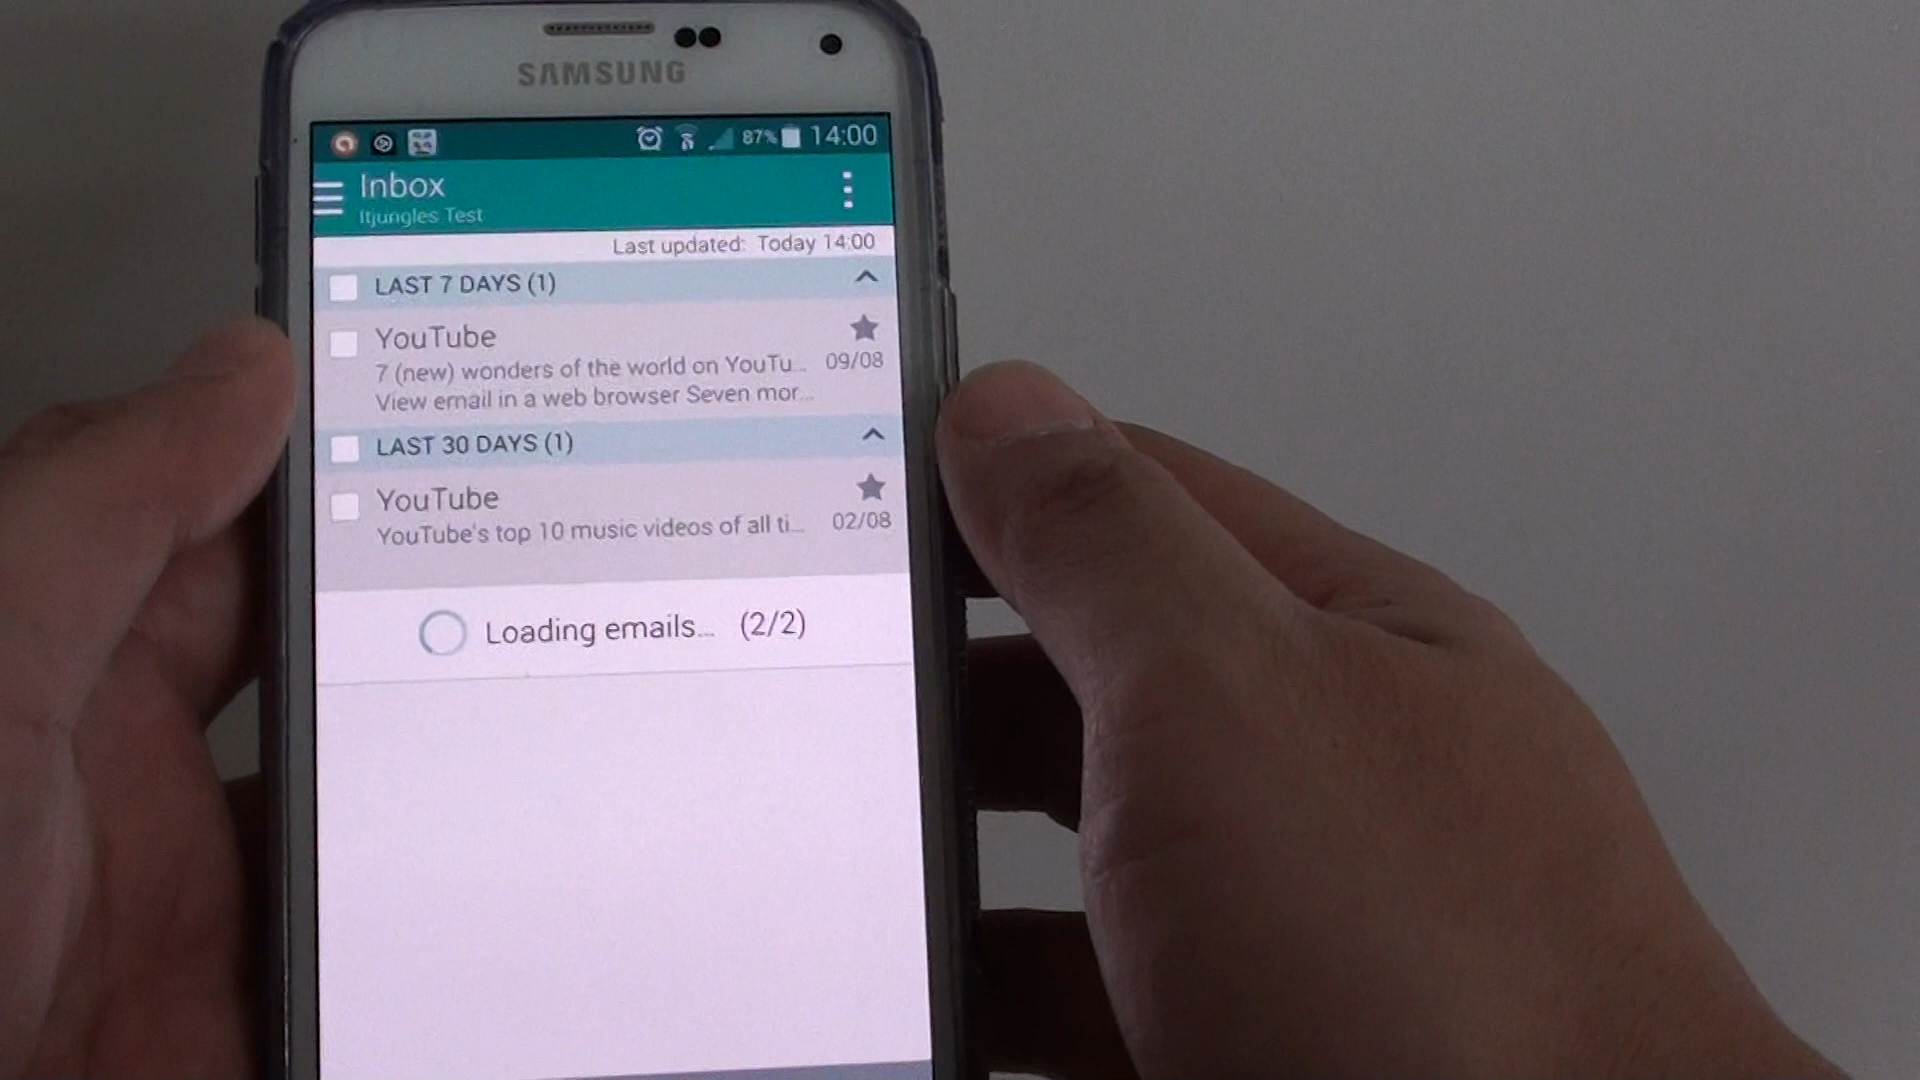 SAMSUNG
87% 14:00
Inbox
Itjungles Test
Last updated: Today 14:00
LAST 7 DAYS (1)
YouTube
7 (new) wonders of the world on YouTu... 09/08
View email in a web browser Seven mor...
LAST 30 DAYS (1)
YouTube
YouTube's top 10 music videos of all ti... 02/08
Loading emails... (2/2)